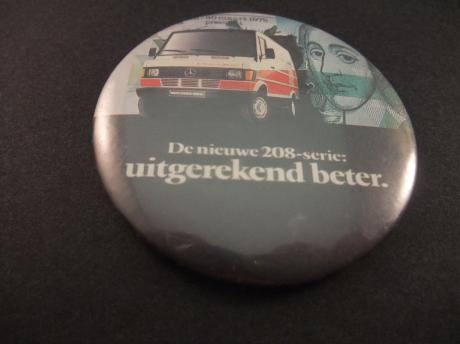 De nieuwe 208-serie:
uitgerekend beter.